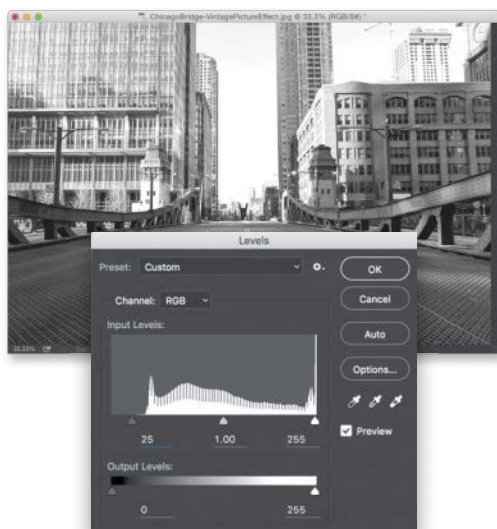 ChicagoBridge-VintagePictureEffect.jpg @ 33.3% (RGB/8#) *
33.33%
Levels
Preset: Custom
OK
Channel: RGB
Cancel
Input Levels:
Auto
Options...
25 1.00 255
Preview
Output Levels:
0 255